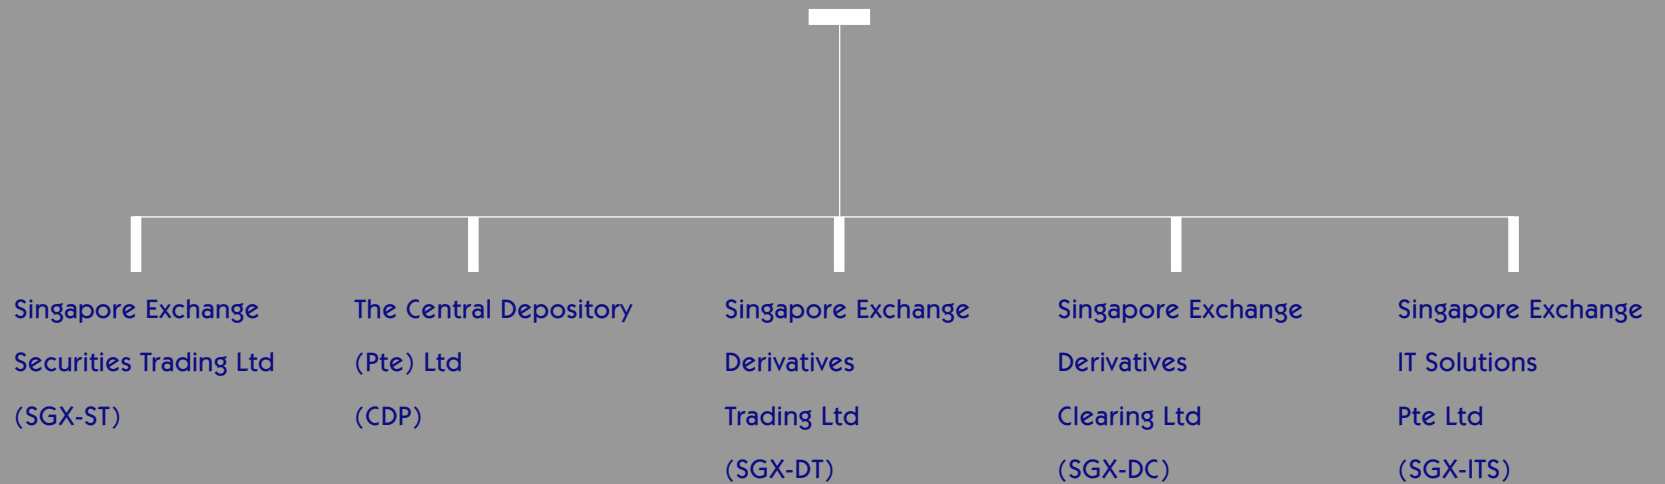 Singapore Exchange
Securities Trading Ltd
(SGX-ST)
The Central Depository
(Pte) Ltd
(CDP)
Singapore Exchange
Derivatives
Trading Ltd
(SGX-DT)
Singapore Exchange
Derivatives
Clearing Ltd
(SGX-DC)
Singapore Exchange
IT Solutions
Pte Ltd
(SGX-ITS)